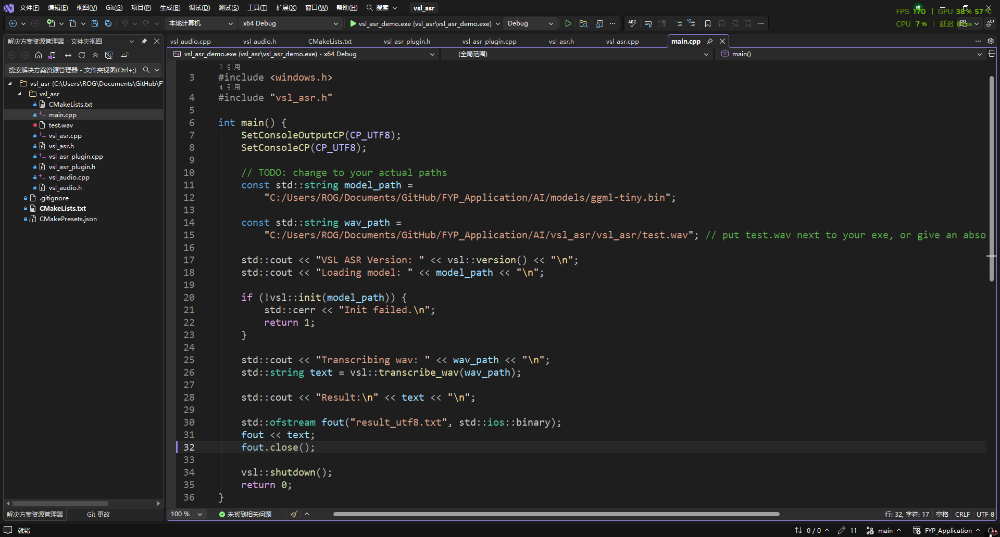 文件(F) 编辑(E) 视图(V) Git(G) 项目(P) 生成(B) 调试(D) 测试(S) 工具(T) 扩展(X) 窗口(W) 帮助(H) 搜索 vsl_asr
FPS 170 | GPU 38% 57°C
CPU 7% | 延迟
本地计算机 x64 Debug vsl_asr_demo.exe (vsl_asr\vsl_asr_demo.exe) Debug
解决方案资源管理器 - 文件夹视图
搜索解决方案资源管理器 - 文件夹视图(Ctrl+;)
vsl_asr (C:\Users\ROG\Documents\GitHub\F
vsl_asr
CMakeLists.txt
main.cpp
test.wav
vsl_asr.cpp
vsl_asr.h
vsl_asr_plugin.cpp
vsl_asr_plugin.h
vsl_audio.cpp
vsl_audio.h
.gitignore
CMakeLists.txt
CMakePresets.json
解决方案资源管理器 Git 更改
vsl_audio.cpp vsl_audio.h CMakeLists.txt vsl_asr_plugin.h vsl_asr_plugin.cpp vsl_asr.h vsl_asr.cpp main.cpp
vsl_asr_demo.exe (vsl_asr\vsl_asr_demo.exe) - x64 Debug (全局范围) main()
2 引用
3 #include <windows.h>
4 引用
4 #include "vsl_asr.h"
5
6 int main() {
7 SetConsoleOutputCP(CP_UTF8);
8 SetConsoleCP(CP_UTF8);
9
10 // TODO: change to your actual paths
11 const std::string model_path =
12 "C:/Users/ROG/Documents/GitHub/FYP_Application/AI/models/ggml-tiny.bin";
13
14 const std::string wav_path =
15 "C:/Users/ROG/Documents/GitHub/FYP_Application/AI/vsl_asr/vsl_asr/test.wav"; // put test.wav next to your exe, or give an abso
16
17 std::cout << "VSL ASR Version: " << vsl::version() << "\n";
18 std::cout << "Loading model: " << model_path << "\n";
19
20 if (!vsl::init(model_path)) {
21 std::cerr << "Init failed.\n";
22 return 1;
23 }
24
25 std::cout << "Transcribing wav: " << wav_path << "\n";
26 std::string text = vsl::transcribe_wav(wav_path);
27
28 std::cout << "Result:\n" << text << "\n";
29
30 std::ofstream fout("result_utf8.txt", std::ios::binary);
31 fout << text;
32 fout.close();
33
34 vsl::shutdown();
35 return 0;
36 }
100 % 未找到相关问题 行: 32, 字符: 17 空格 CRLF UTF-8
就绪 0 / 0 11 main FYP_Application